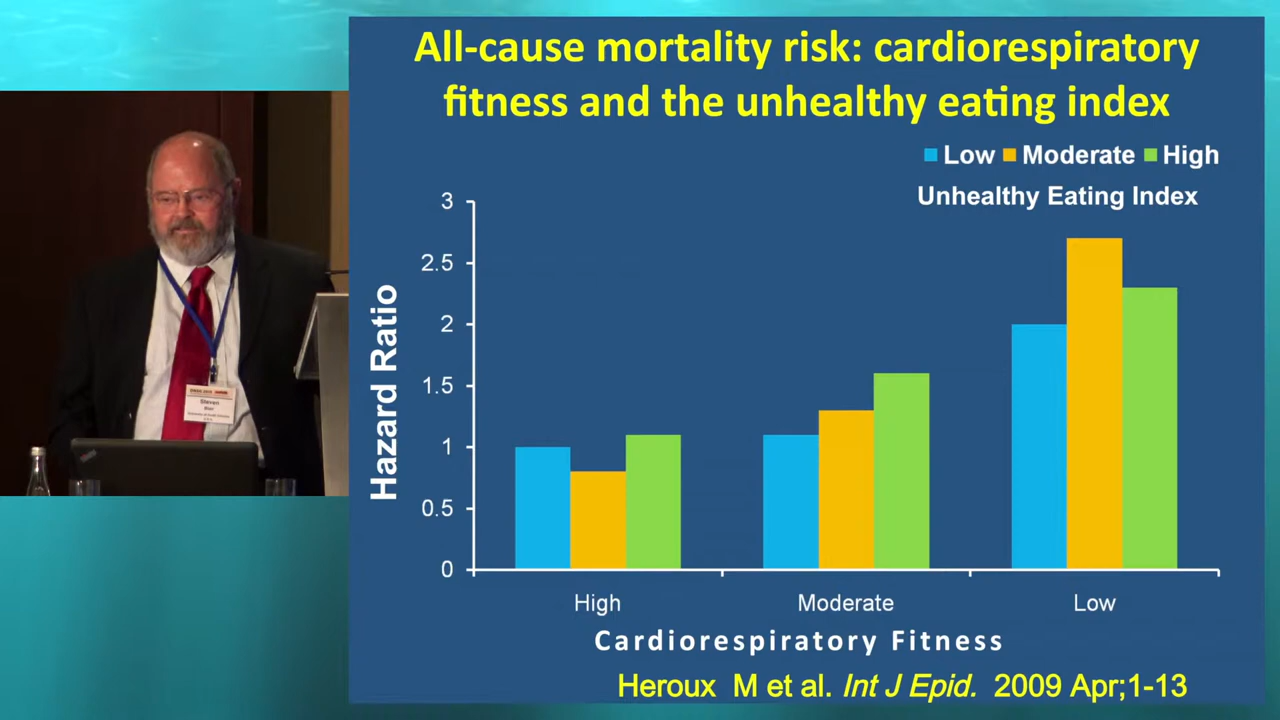 All-cause mortality risk: cardiorespiratory
fitness and the unhealthy eating index
Low Moderate High
Unhealthy Eating Index
3
2.5
2
1.5
1
0.5
0
Hazard Ratio
High Moderate Low
Cardiorespiratory Fitness
Heroux M et al. Int J Epid. 2009 Apr;1-13
Steven
Blair